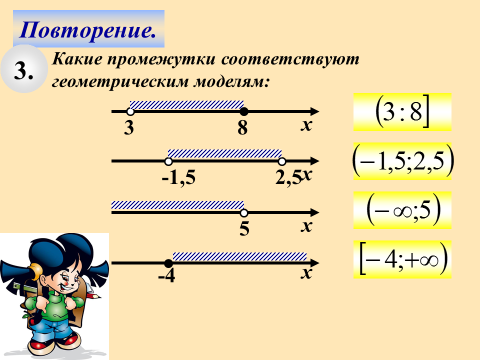 Повторение.
3.
Какие промежутки соответствуют
геометрическим моделям:
3 8 x
(3 : 8]
-1,5 2,5 x
(−1,5;2,5)
5 x
(−∞;5)
-4 x
[−4;+∞)